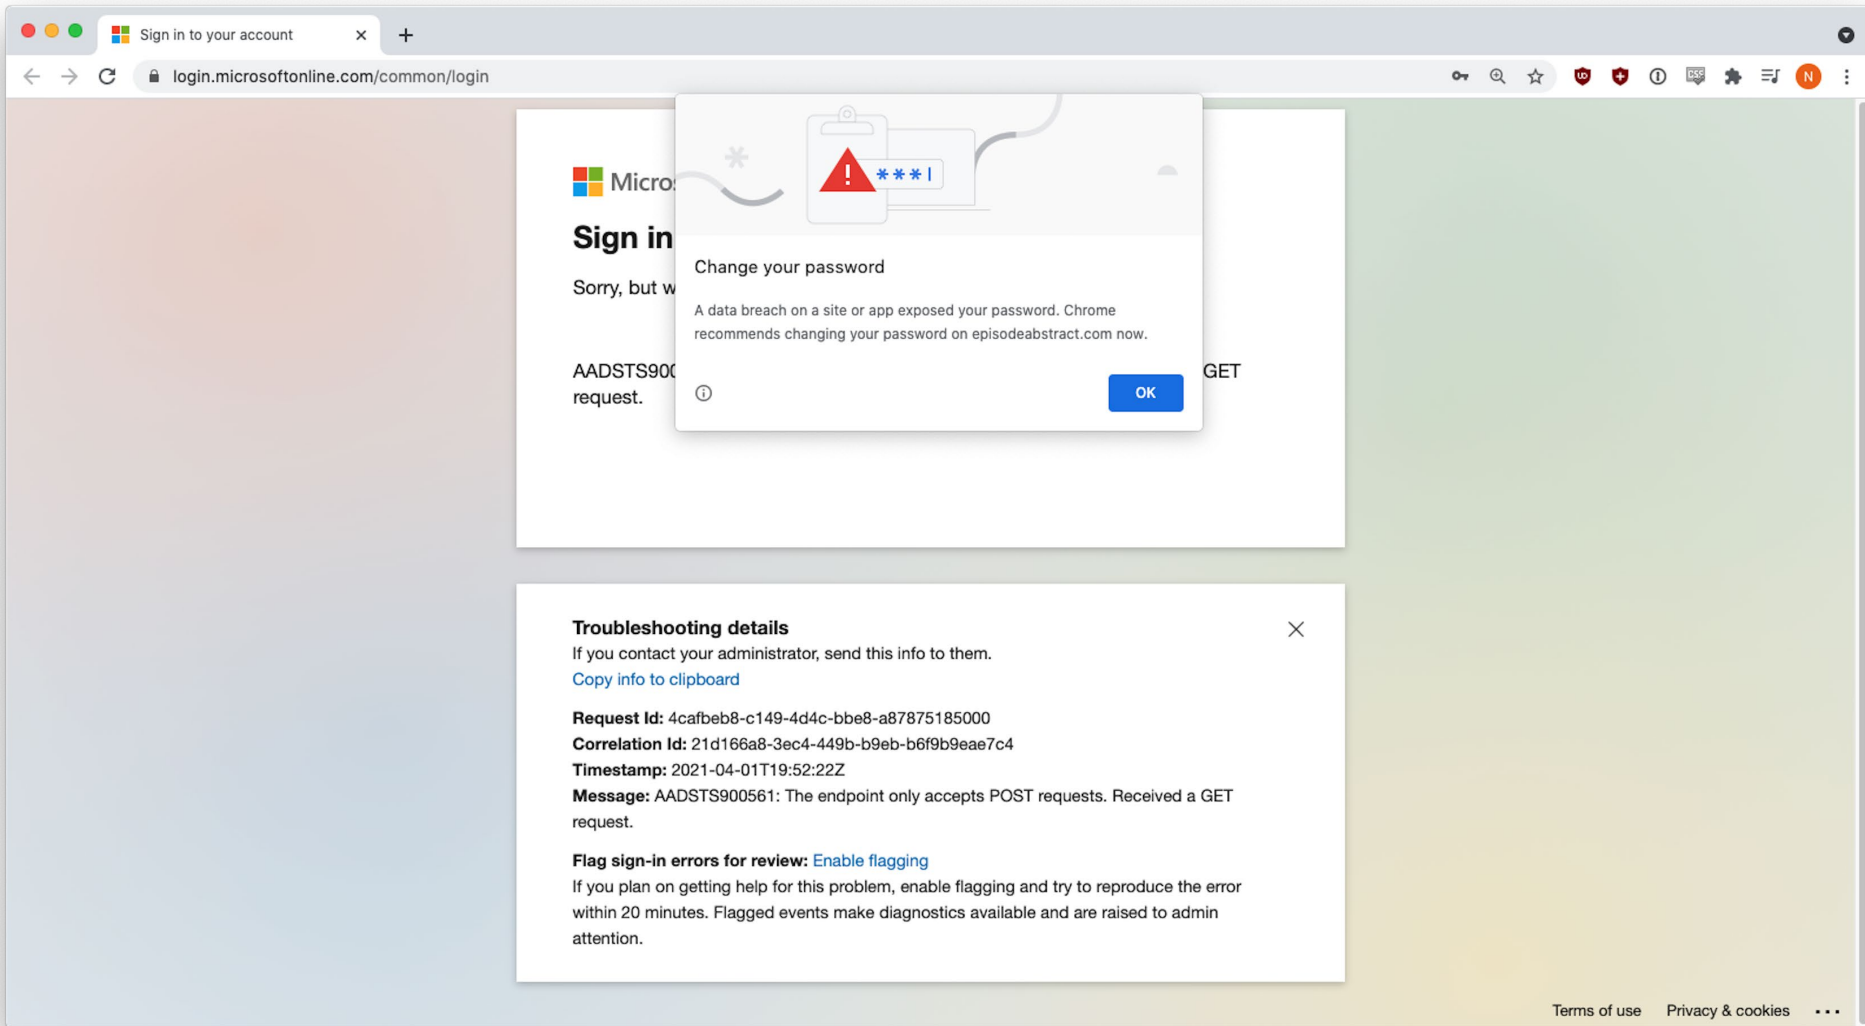 Sign in to your account
login.microsoftonline.com/common/login
N
Sign in
Sorry, but
***
Change your password
A data breach on a site or app exposed your password. Chrome
recommends changing your password on episodeabstract.com now.
OK
GET
request.
Troubleshooting details
If you contact your administrator, send this info to them.
Copy info to clipboard
Request Id: 4cafbeb8-c149-4d4c-bbe8-a87875185000
Correlation Id: 21d166a8-3ec4-449b-b9eb-b6f9b9eae7c4
Timestamp: 2021-04-01T19:52:22Z
Message: AADSTS900561: The endpoint only accepts POST requests. Received a GET
request.
Flag sign-in errors for review: Enable flagging
If you plan on getting help for this problem, enable flagging and try to reproduce the error
within 20 minutes. Flagged events make diagnostics available and are raised to admin
attention.
Terms of use Privacy & cookies